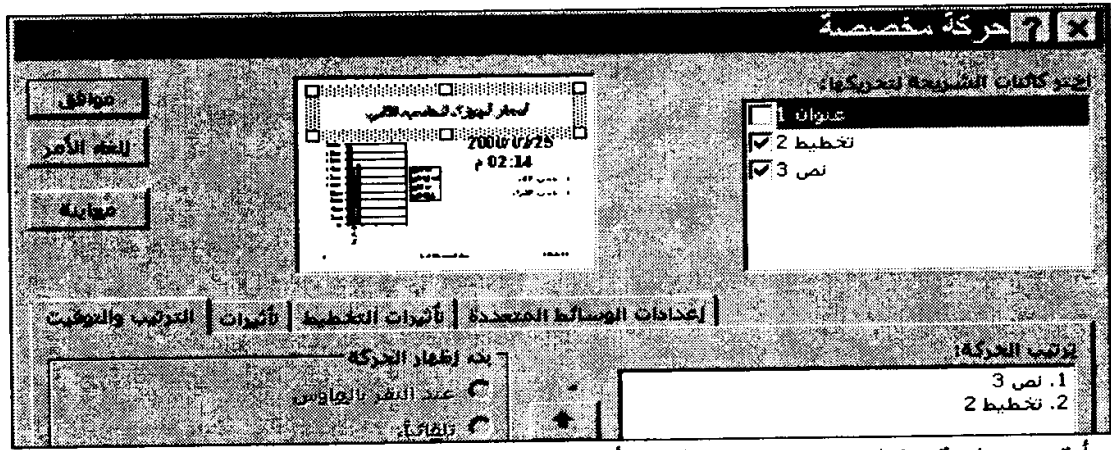 حركة مخصصة
اختر كائنات الشريحة لتحريكها:
عنوان 1
تخطيط 2
نص 3
2000/03/25
02:14 م
موافق
إلغاء الأمر
معاينة
إعدادات الوسائط المتعددة
تأثيرات التخطيط
تأثيرات
الترتيب والتوقيت
ترتيب الحركة:
1. نص 3
2. تخطيط 2
بدء إظهار الحركة
عند النقر بالماوس
تلقائياً،